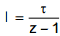 I = τ / (z – 1)